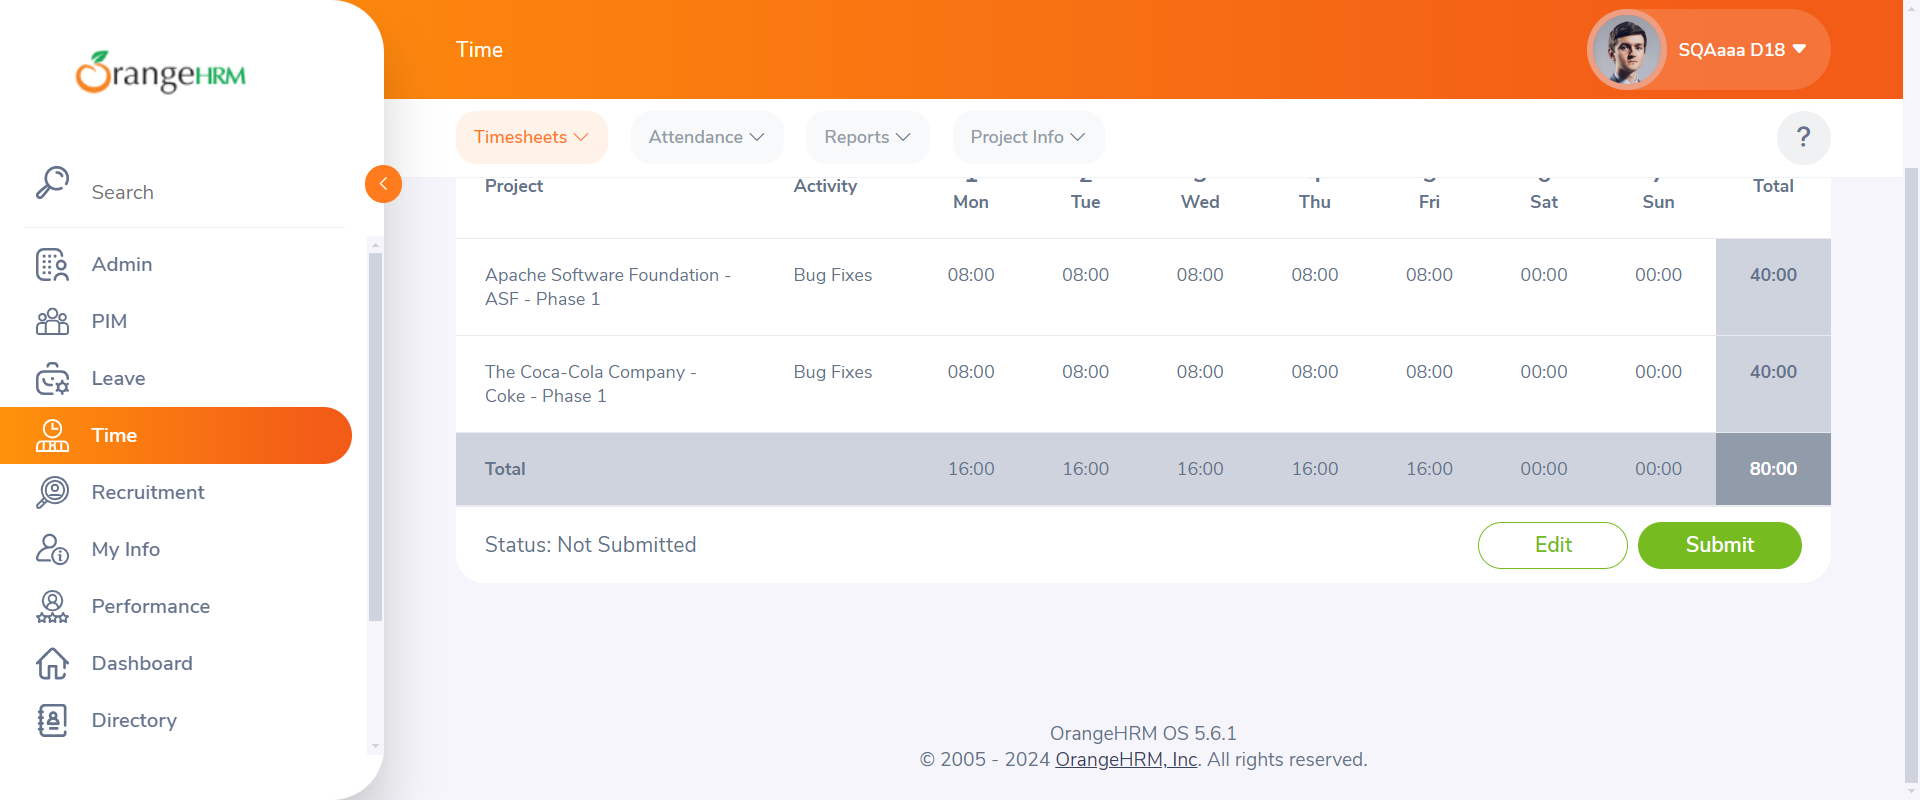 OrangeHRM
Time
SQAaaa D18
Timesheets
Attendance
Reports
Project Info
?
Search
Admin
PIM
Leave
Time
Recruitment
My Info
Performance
Dashboard
Directory
Project Activity Mon Tue Wed Thu Fri Sat Sun Total
Apache Software Foundation - Bug Fixes 08:00 08:00 08:00 08:00 08:00 00:00 00:00 40:00
ASF - Phase 1
The Coca-Cola Company - Bug Fixes 08:00 08:00 08:00 08:00 08:00 00:00 00:00 40:00
Coke - Phase 1
Total 16:00 16:00 16:00 16:00 16:00 00:00 00:00 80:00
Status: Not Submitted
Edit
Submit
OrangeHRM OS 5.6.1
© 2005 - 2024 OrangeHRM, Inc. All rights reserved.